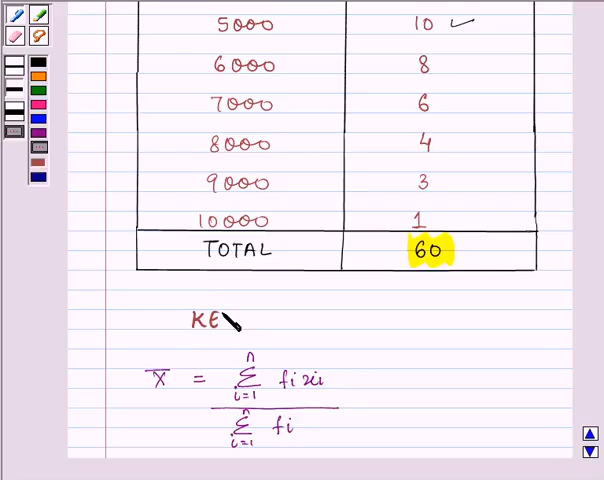 5000 10
6000 8
7000 6
8000 4
9000 3
10000 1
TOTAL 60
KE
X̅ = n Σ i=1 fixi
n Σ i=1 fi